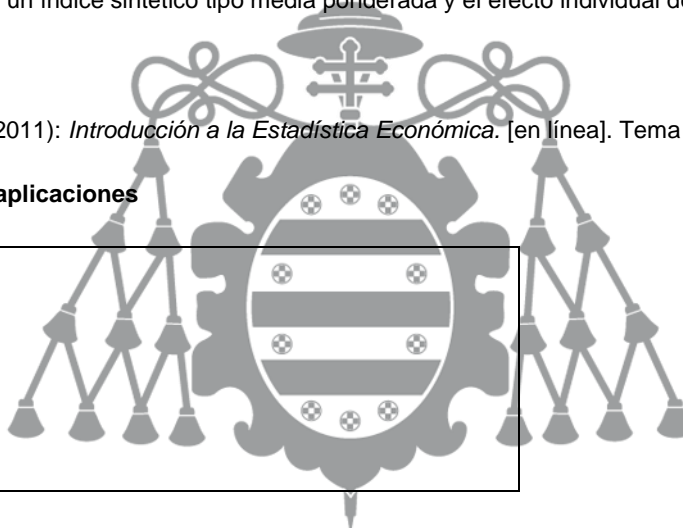 un índice sintético tipo media ponderada y el efecto individual de
2011): Introducción a la Estadística Económica. [en línea]. Tema
aplicaciones